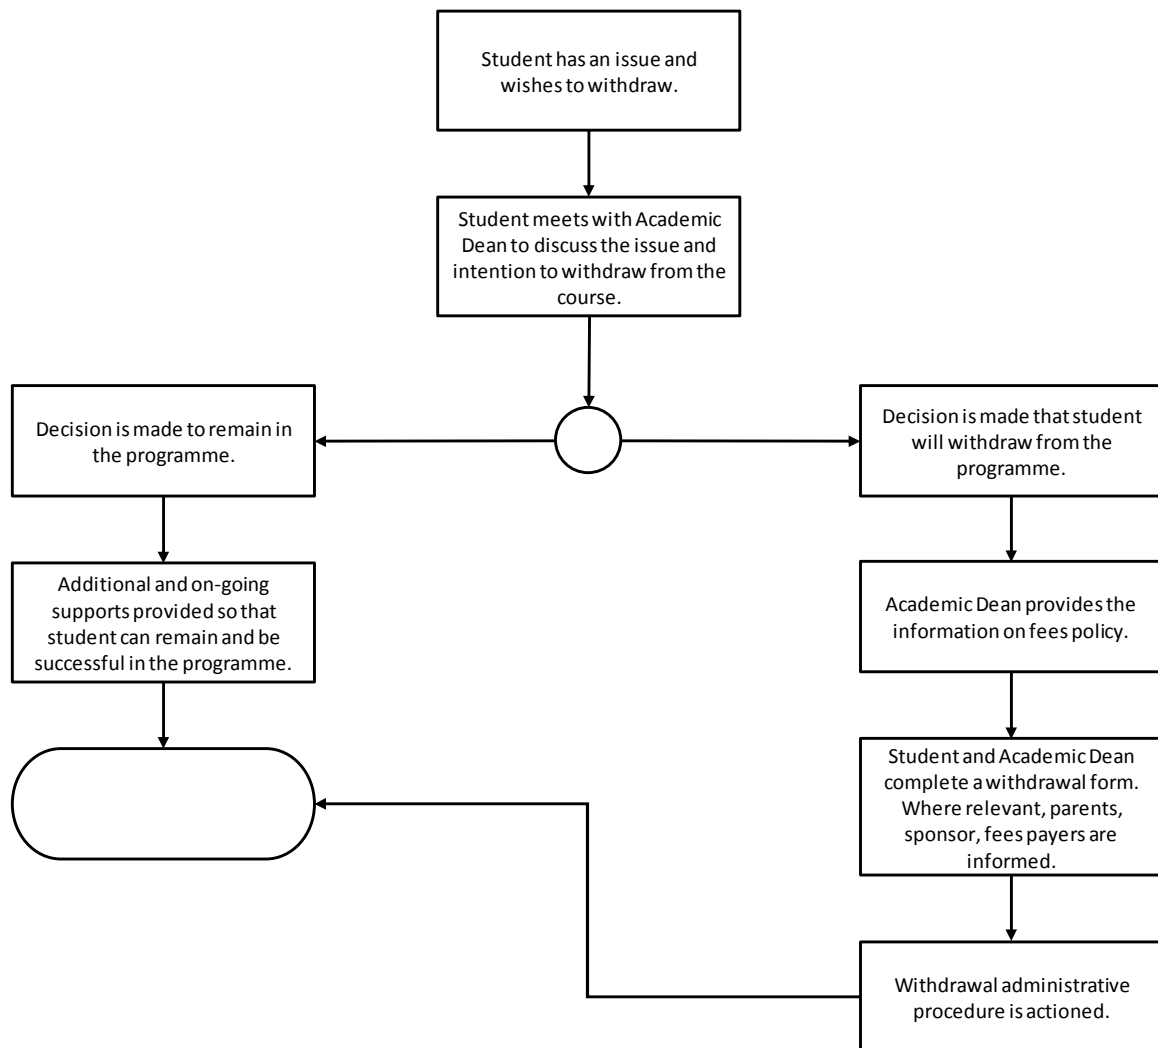 Student has an issue and
wishes to withdraw.
Student meets with Academic
Dean to discuss the issue and
intention to withdraw from the
course.
Decision is made to remain in
the programme.
Decision is made that student
will withdraw from the
programme.
Additional and on-going
supports provided so that
student can remain and be
successful in the programme.
Academic Dean provides the
information on fees policy.
Student and Academic Dean
complete a withdrawal form.
Where relevant, parents,
sponsor, fees payers are
informed.
Withdrawal administrative
procedure is actioned.